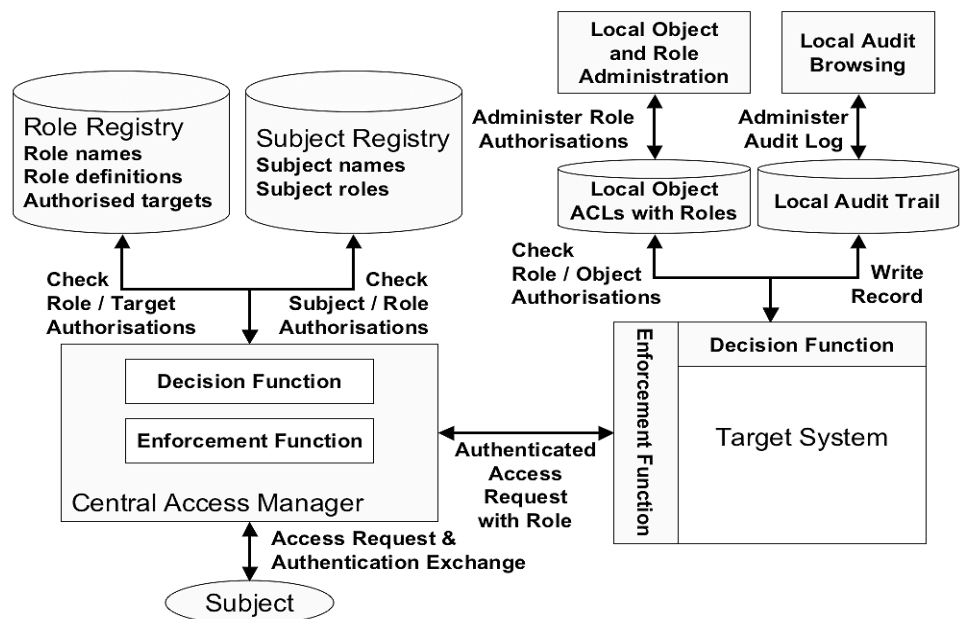 Local Object
and Role
Administration
Local Audit
Browsing
Role Registry
Role names
Role definitions
Authorised targets
Subject Registry
Subject names
Subject roles
Administer Role
Authorisations
Administer
Audit Log
Local Object
ACLs with Roles
Local Audit Trail
Check
Role / Target
Authorisations
Check
Subject / Role
Authorisations
Check
Role / Object
Authorisations
Write
Record
Decision Function
Enforcement Function
Central Access Manager
Authenticated
Access
Request
with Role
Enforcement Function
Decision Function
Target System
Access Request &
Authentication Exchange
Subject